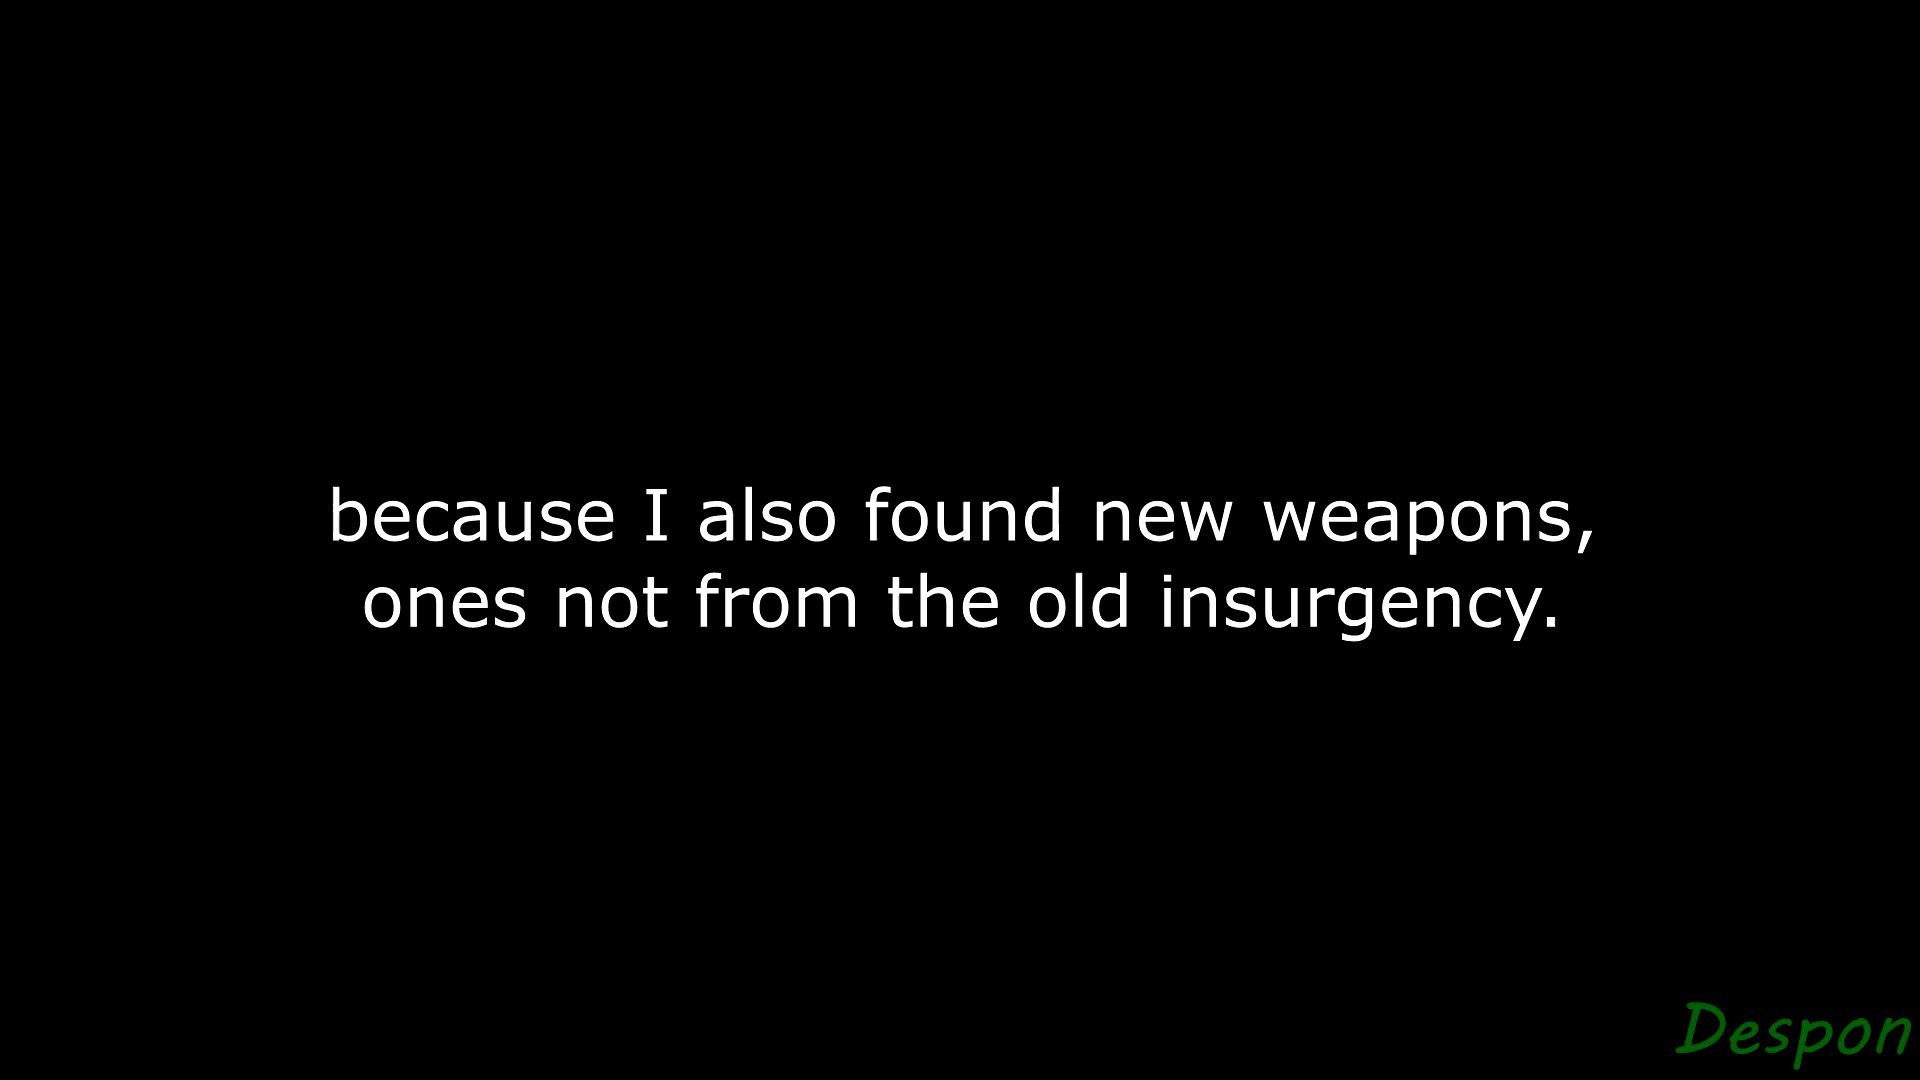 because I also found new weapons,
ones not from the old insurgency.
Despon